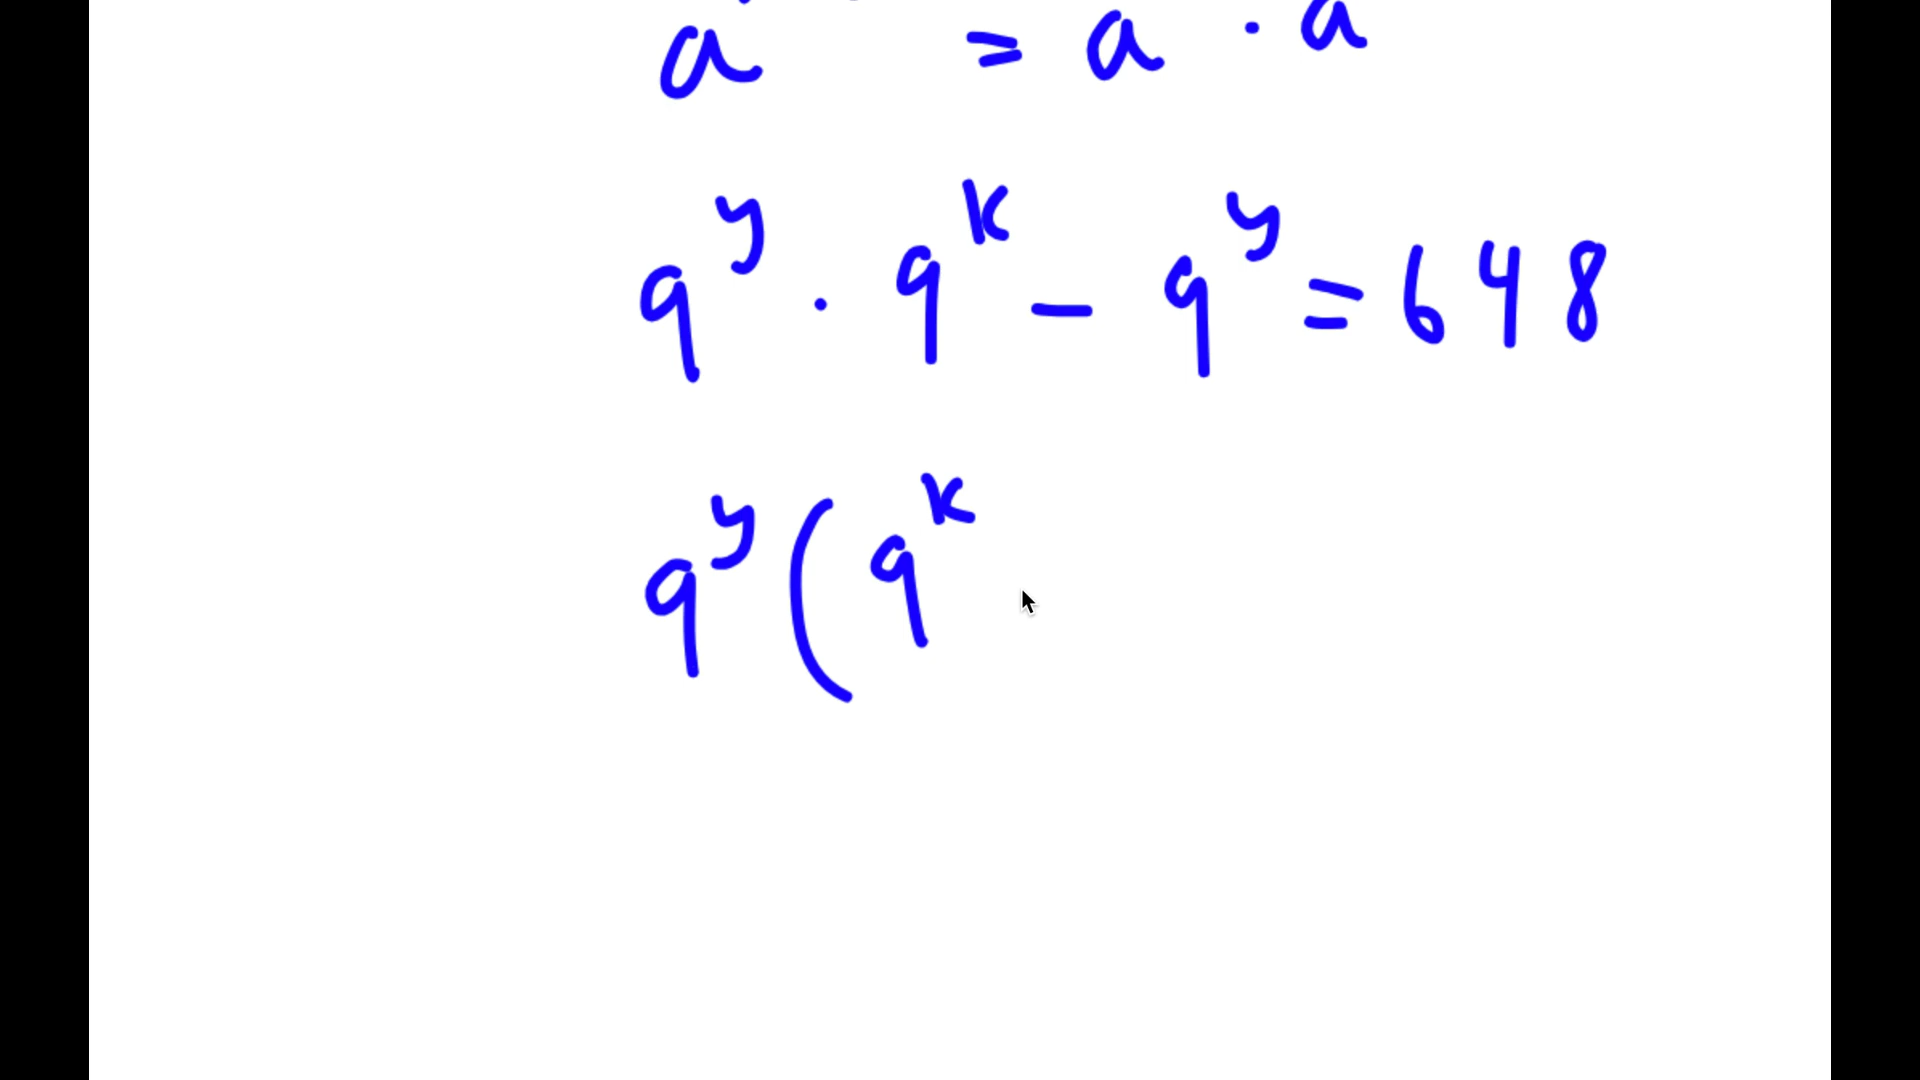 a = a · a
9^y · 9^k - 9^y = 648
9^y (9^k